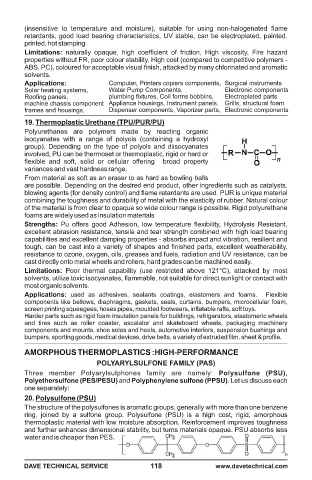 (insensitive to temperature and moisture), suitable for using non-halogenated flame
retardants, good load bearing characteristics, UV stable, can be electroplated, painted,
printed, hot stamping.
Limitations: naturally opaque, high coefficient of friction, High viscosity, Fire hazard
properties without FR, poor colour stability, High cost (compared to competitive polymers -
ABS, PC), coloured for acceptable visual finish, attacked by many chlorinated and aromatic
solvents.
Applications: Computer, Printers copiers components, Surgical instruments
Solar heating systems, Water Pump Components, Electronic components
Roofing panels, plumbing fixtures, Coil forms bobbins, Electroplated parts
machine chassis component Appliance housings, Instrument panels, Grills, structural foam
frames and housings, Dispenser components, Vaporizer parts, Electronic components
19. Thermoplastic Urethane (TPU/PUR/PU)
Polyurethanes are polymers made by reacting organic
isocyanates with a range of polyols (containing a hydroxyl
group). Depending on the type of polyols and diisocyanates
involved, PU can be thermoset or thermoplastic, rigid or hard or
flexible and soft, solid or cellular offering broad property
variances and vast hardness range.
H
R N C O
O n
From material as soft as an eraser to as hard as bowling balls
are possible. Depending on the desired end product, other ingredients such as catalysts,
blowing agents (for density control) and flame retardants are used. PUR is unique material
combining the toughness and durability of metal with the elasticity of rubber. Natural colour
of the material is from clear to opaque so wide colour range is possible. Rigid polyurethane
foams are widely used as insulation materials
Strengths: Pu offers good Adhesion, low temperature flexibility, Hydrolysis Resistant,
excellent abrasion resistance, tensile and tear strength combined with high load bearing
capabilities and excellent damping properties - absorbs impact and vibration, resilient and
tough, can be cast into a variety of shapes and finished parts, excellent weatherability,
resistance to ozone, oxygen, oils, greases and fuels, radiation and UV resistance, can be
cast directly onto metal wheels and rollers, hard grades can be machined easily.
Limitations: Poor thermal capability (use restricted above 121°C), attacked by most
solvents, utilize toxic isocyanates, flammable, not suitable for direct sunlight or contact with
most organic solvents.
Applications: used as adhesives, sealants coatings, elastomers and foams. Flexible
components like bellows, diaphragms, gaskets, seals, curtains, bumpers, microcellular foam,
screen printing squeegees, hoses pipes, moulded footwears, inflatable rafts, soft toys.
Harder parts such as rigid foam insulation panels for buildings, refrigerators, elastomeric wheels
and tires such as roller coaster, escalator and skateboard wheels, packaging machinery
components and mounts, shoe soles and heels, automotive interiors, suspension bushings and
bumpers, sporting goods, medical devices, drive belts, a variety of extruded film, sheet & profile.
AMORPHOUS THERMOPLASTICS :HIGH-PERFORMANCE
POLYARYLSULFONE FAMILY (PAS)
Three member Polyarylsulphones family are namely: Polysulfone (PSU),
Polyethersulfone (PES/PESU) and Polyphenylene sulfone (PPSU). Let us discuss each
one separately:
20. Polysulfone (PSU)
The structure of the polysulfones is aromatic groups, generally with more than one benzene
ring, joined by a sulfone group. Polysulfone (PSU) is a high cost, rigid, amorphous
thermoplastic material with low moisture absorption. Reinforcement improves toughness
and further enhances dimensional stability, but turns materials opaque. PSU absorbs less
water and is cheaper than PES.
CH3 O
O O S
CH3 O n
DAVE TECHNICAL SERVICE 118 www.davetechnical.com